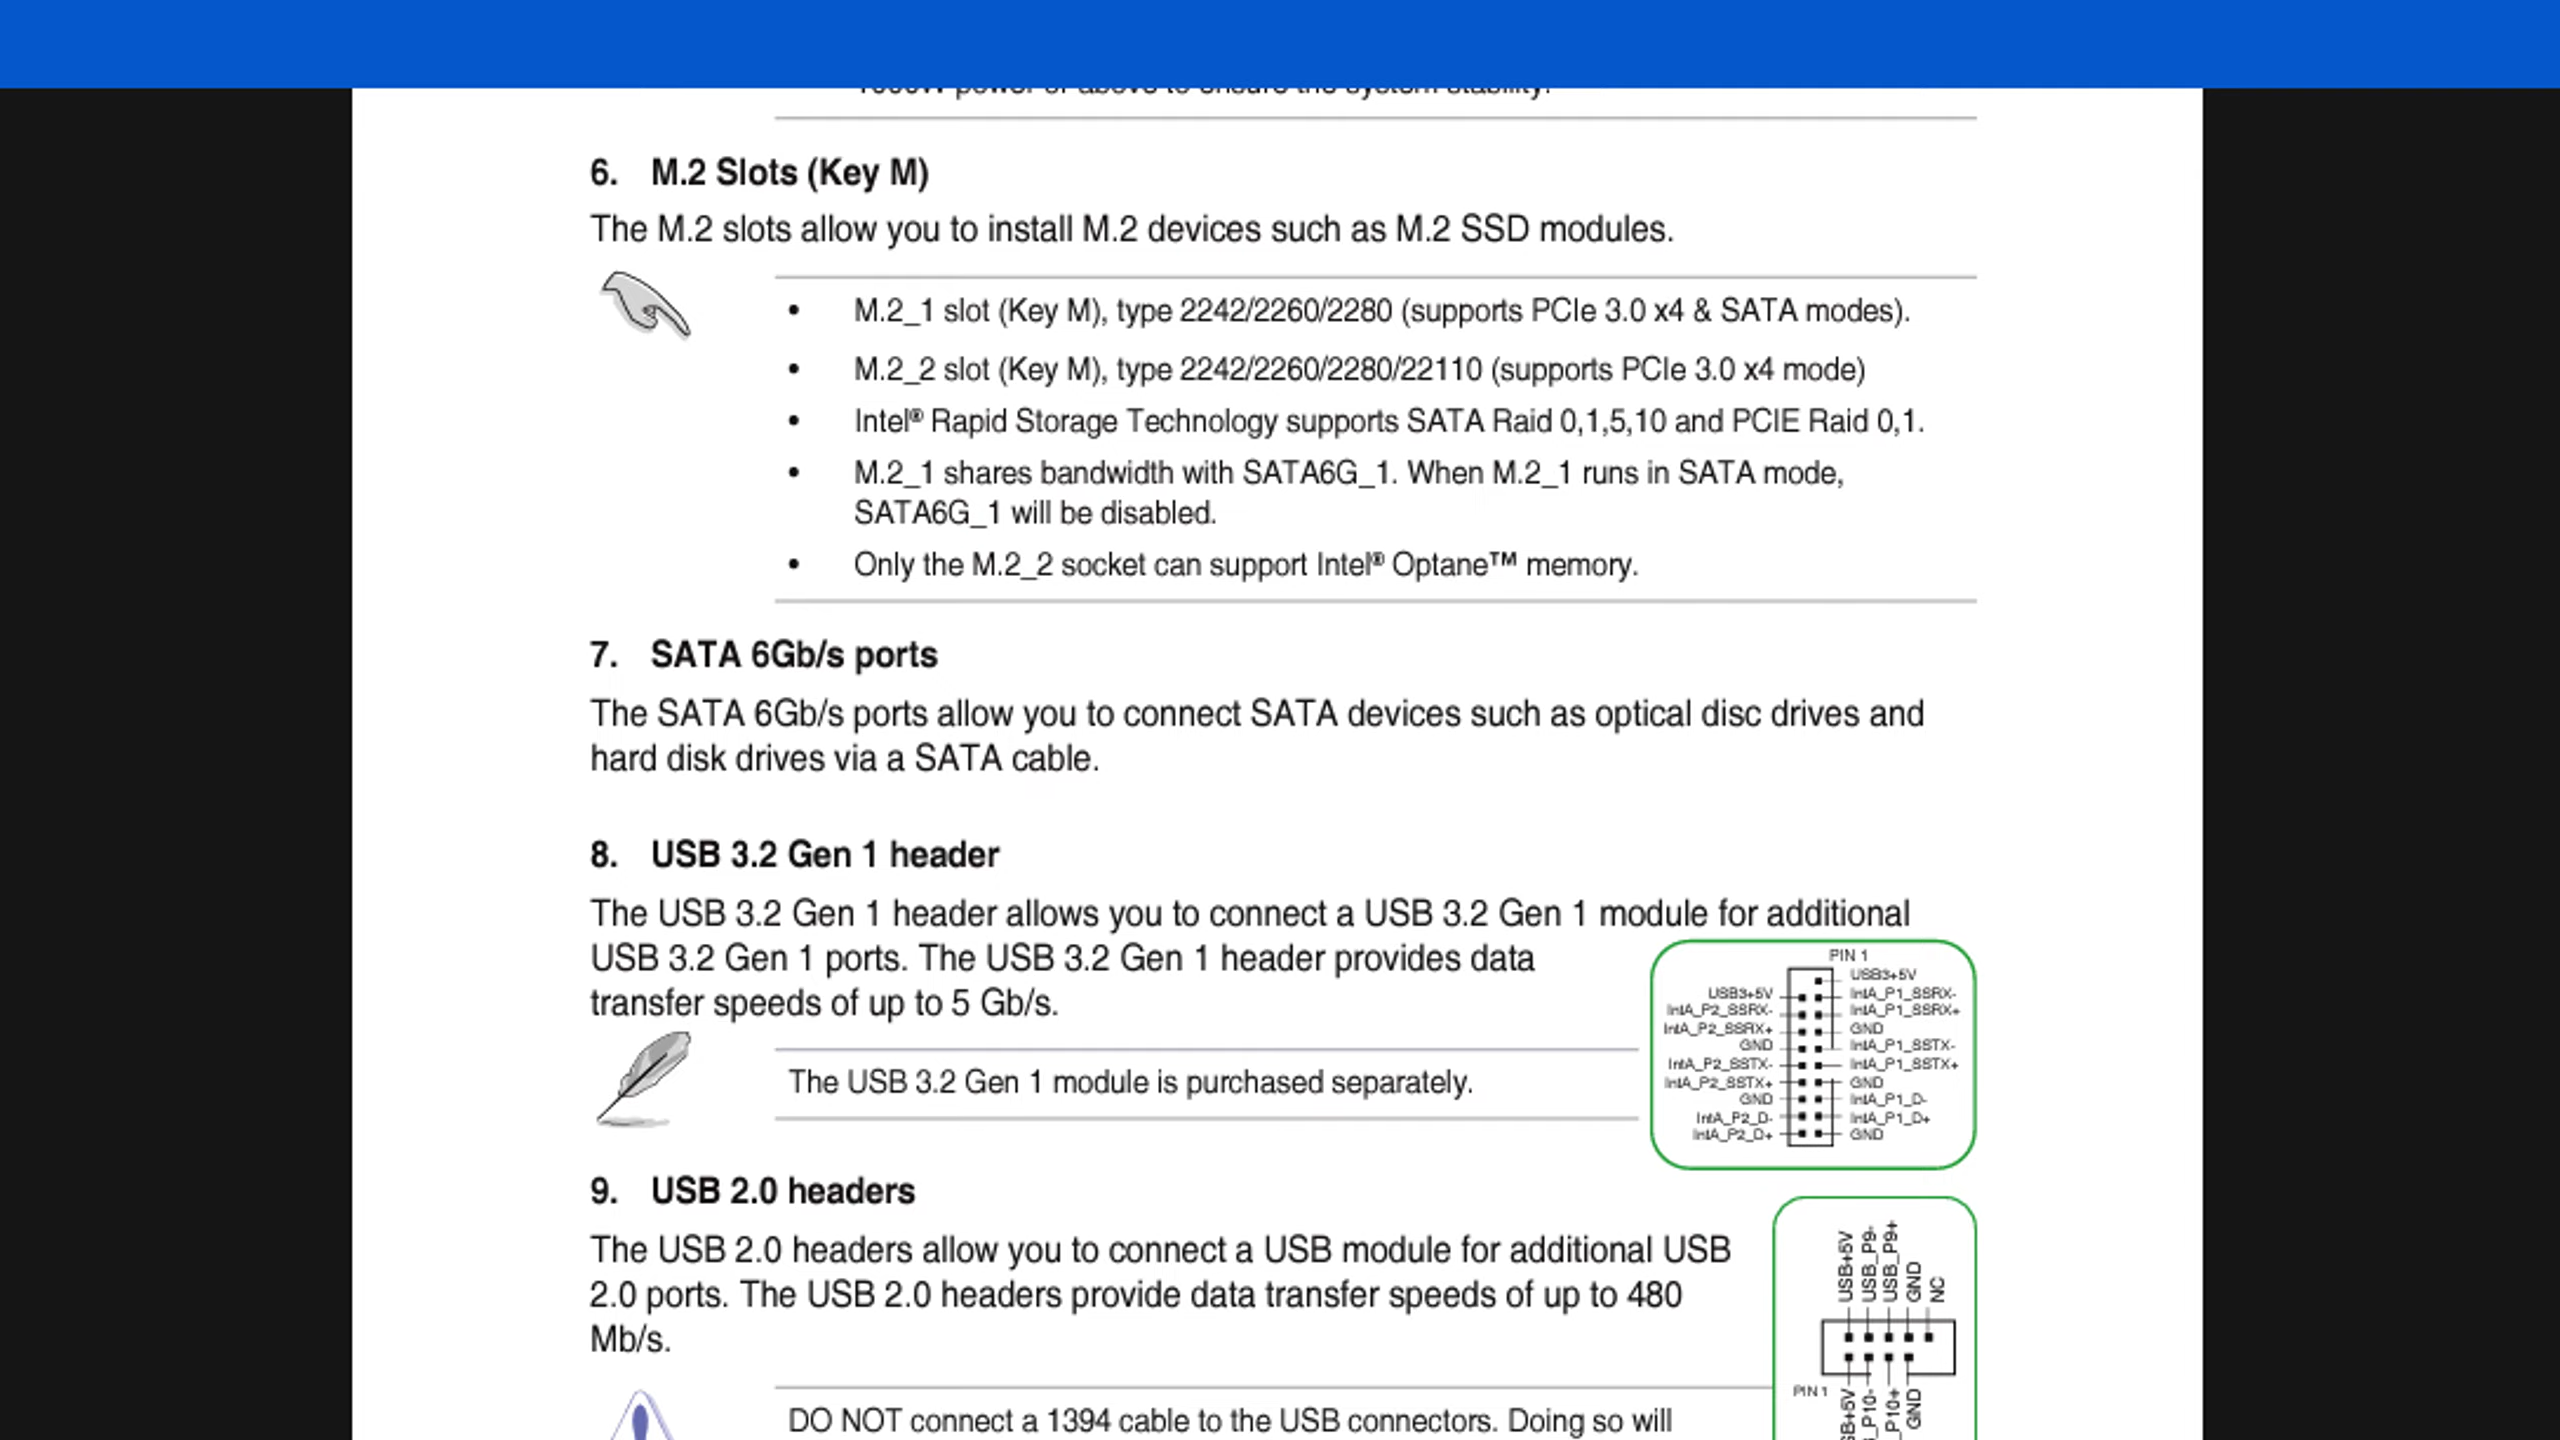 1000W power or above to ensure the system stability.
6. M.2 Slots (Key M)
The M.2 slots allow you to install M.2 devices such as M.2 SSD modules.
• M.2_1 slot (Key M), type 2242/2260/2280 (supports PCIe 3.0 x4 & SATA modes).
• M.2_2 slot (Key M), type 2242/2260/2280/22110 (supports PCIe 3.0 x4 mode)
• Intel® Rapid Storage Technology supports SATA Raid 0,1,5,10 and PCIE Raid 0,1.
• M.2_1 shares bandwidth with SATA6G_1. When M.2_1 runs in SATA mode,
SATA6G_1 will be disabled.
• Only the M.2_2 socket can support Intel® Optane™ memory.
7. SATA 6Gb/s ports
The SATA 6Gb/s ports allow you to connect SATA devices such as optical disc drives and
hard disk drives via a SATA cable.
8. USB 3.2 Gen 1 header
The USB 3.2 Gen 1 header allows you to connect a USB 3.2 Gen 1 module for additional
USB 3.2 Gen 1 ports. The USB 3.2 Gen 1 header provides data
transfer speeds of up to 5 Gb/s.
The USB 3.2 Gen 1 module is purchased separately.
PIN 1
USB3+5V
USB3+5V IntA_P1_SSRX-
IntA_P2_SSRX- IntA_P1_SSRX+
IntA_P2_SSRX+ GND
GND IntA_P1_SSTX-
IntA_P2_SSTX- IntA_P1_SSTX+
IntA_P2_SSTX+ GND
GND IntA_P1_D-
IntA_P2_D- IntA_P1_D+
IntA_P2_D+ GND
9. USB 2.0 headers
The USB 2.0 headers allow you to connect a USB module for additional USB
2.0 ports. The USB 2.0 headers provide data transfer speeds of up to 480
Mb/s.
USB+5V
USB_P9-
USB_P9+
GND
NC
PIN 1
GND
DO NOT connect a 1394 cable to the USB connectors. Doing so will